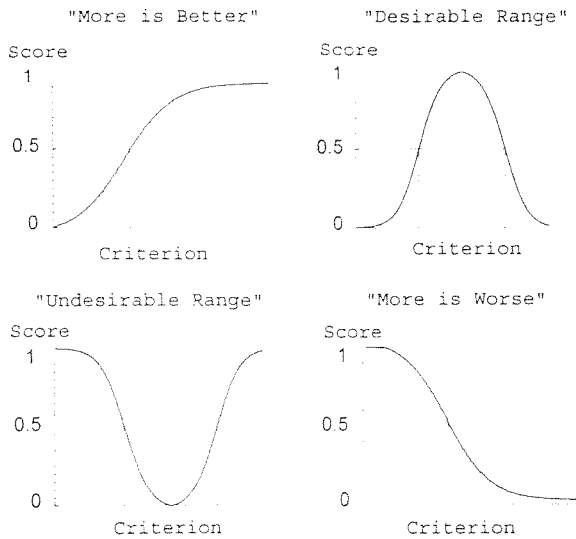 "More is Better"
Score
1
0.5
0
Criterion
"Desirable Range"
Score
1
0.5
0
Criterion
"Undesirable Range"
Score
1
0.5
0
Criterion
"More is Worse"
Score
1
0.5
0
Criterion